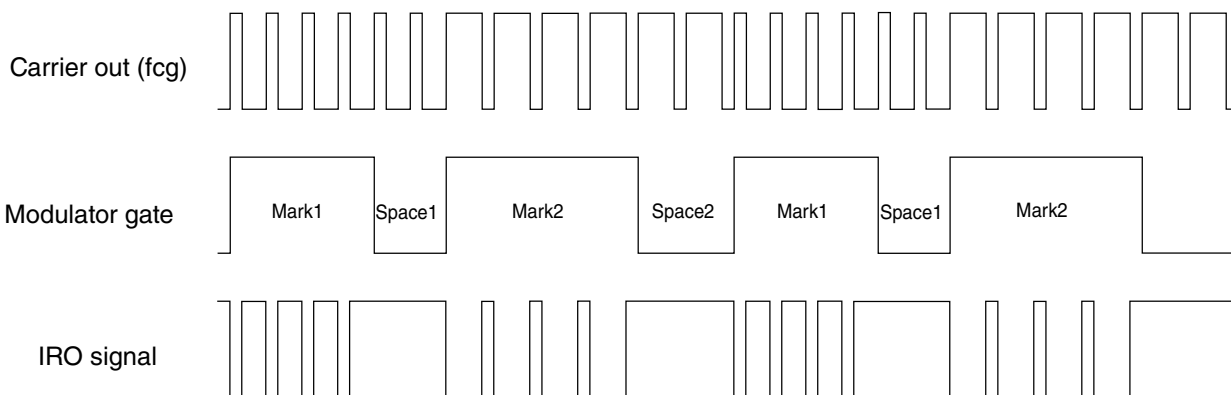 Carrier out (fcg)
Modulator gate
Mark1
Space1
Mark2
Space2
Mark1
Space1
Mark2
IRO signal